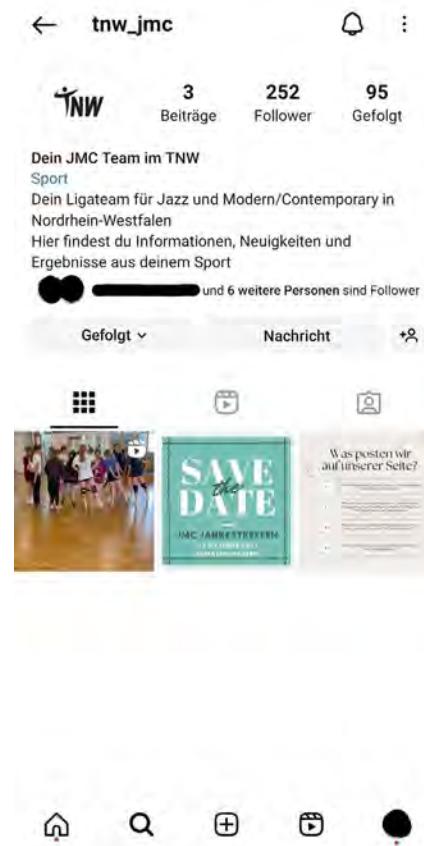 tnw_jmc
TNW
3
Beiträge
252
Follower
95
Gefolgt
Dein JMC Team im TNW
Sport
Dein Ligateam für Jazz und Modern/Contemporary in
Nordrhein-Westfalen
Hier findest du Informationen, Neuigkeiten und
Ergebnisse aus deinem Sport
und 6 weitere Personen sind Follower
Gefolgt
Nachricht
SAVE
the
DATE
JMC JAHRESTREFFEN
Was posten wir
auf unserer Seite?